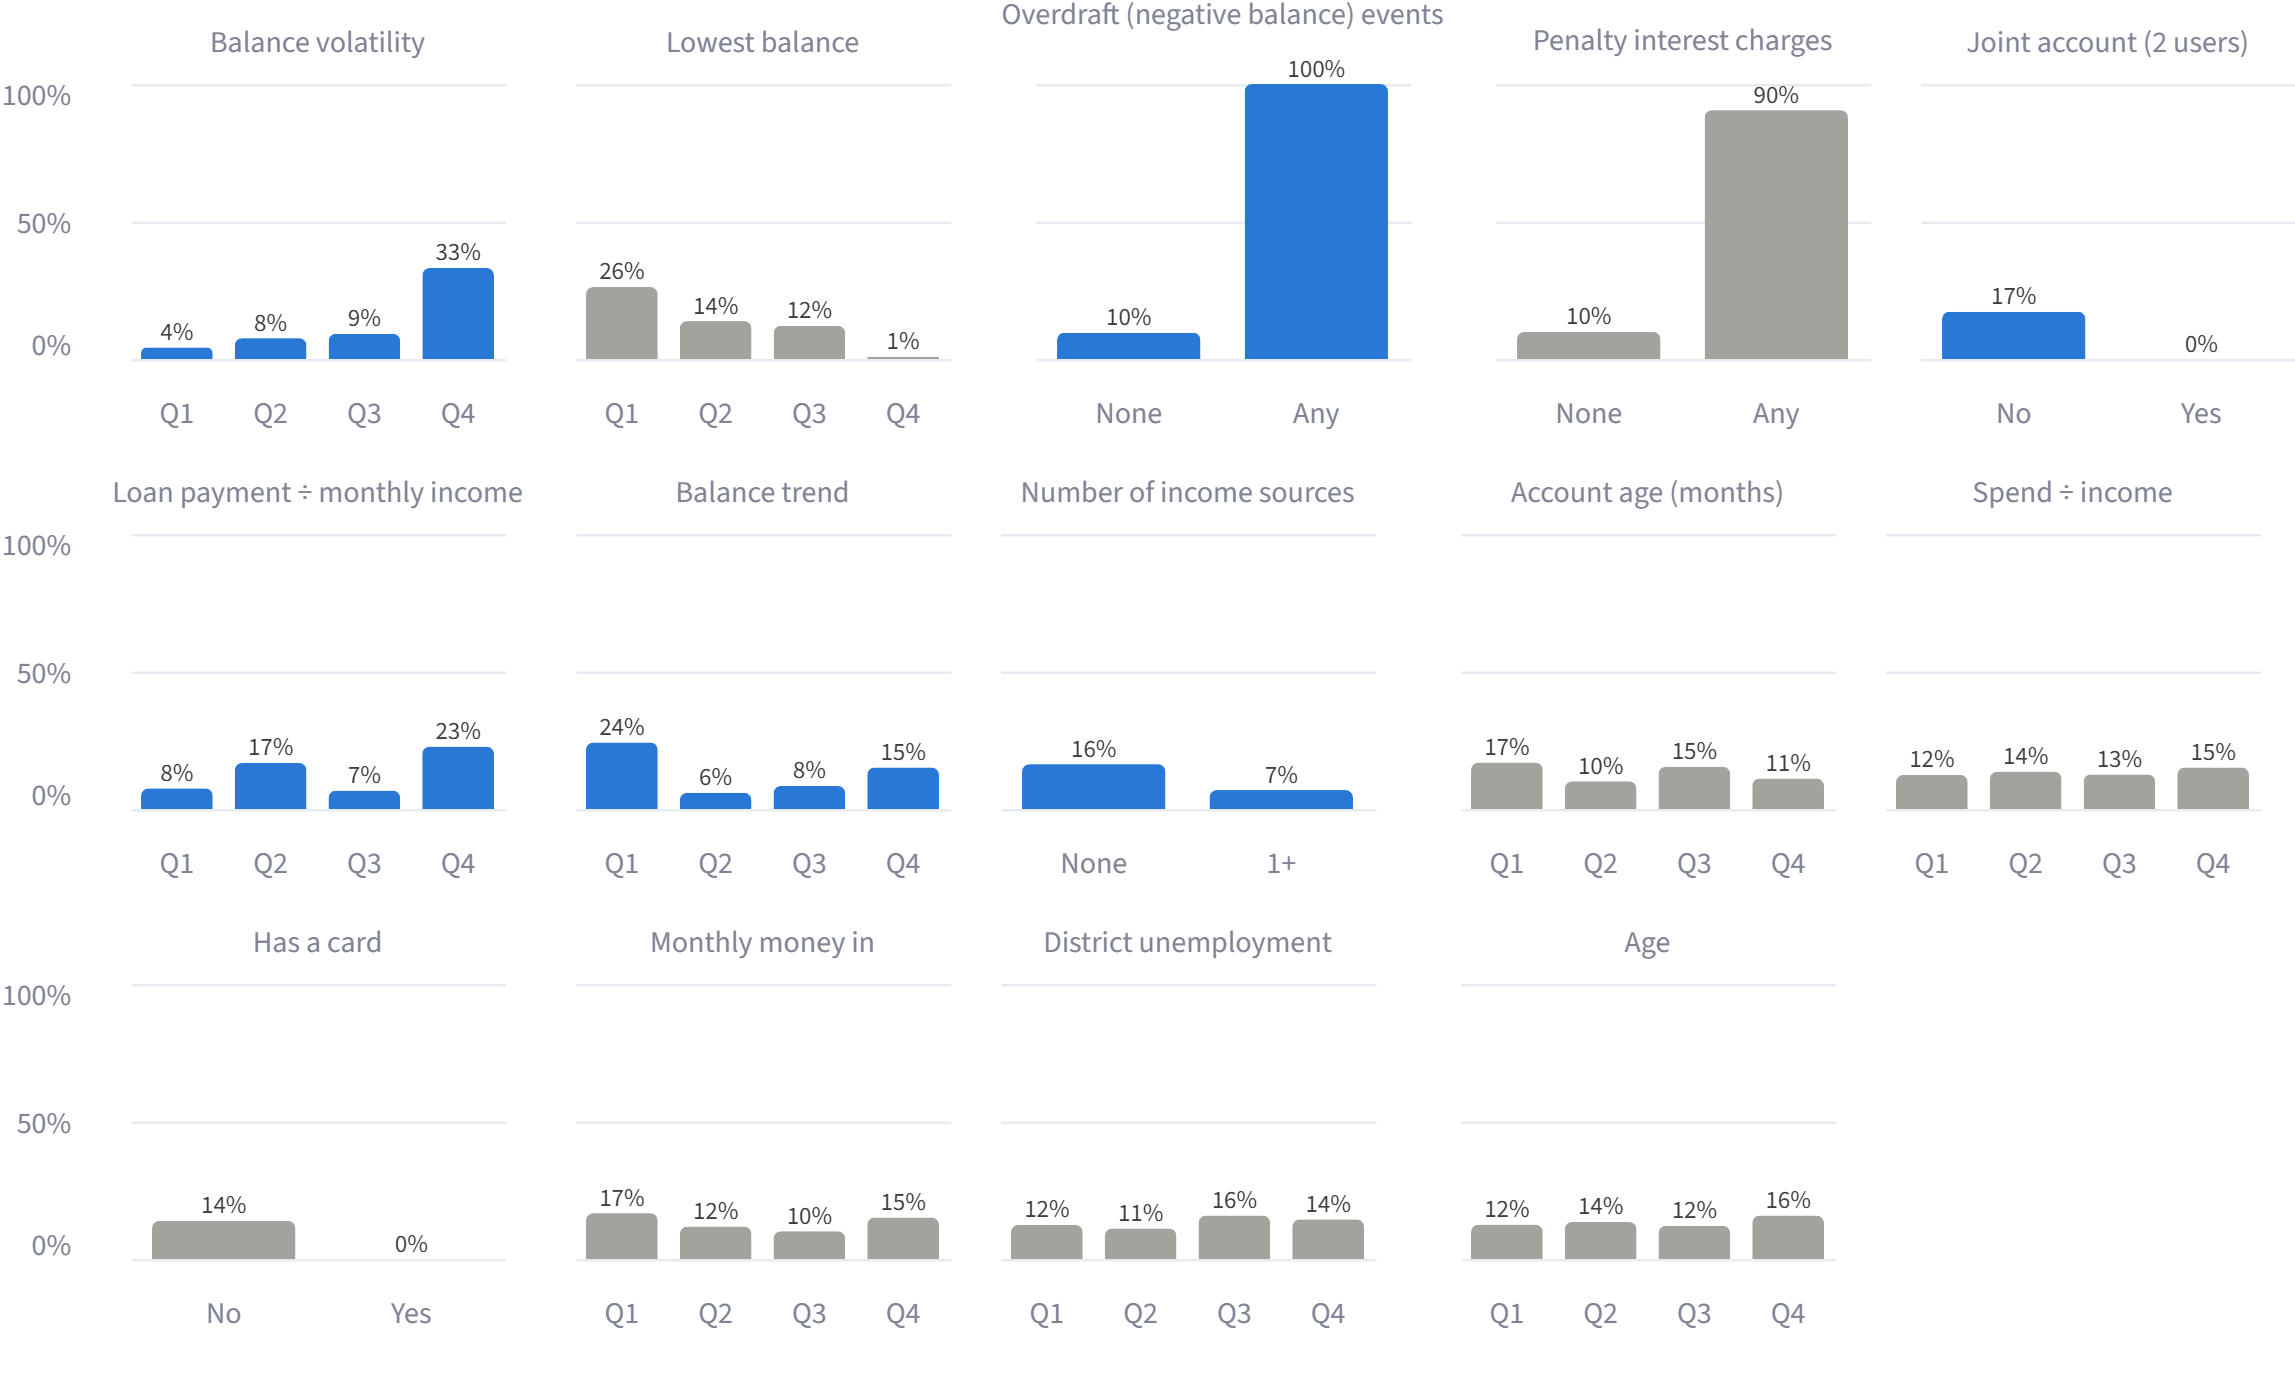 Balance volatility
Lowest balance
Overdraft (negative balance) events
Penalty interest charges
Joint account (2 users)
100%
50%
0%
4%
8%
9%
33%
26%
14%
12%
1%
10%
100%
10%
90%
17%
0%
Q1 Q2 Q3 Q4
Q1 Q2 Q3 Q4
None Any
None Any
No Yes
Loan payment ÷ monthly income
Balance trend
Number of income sources
Account age (months)
Spend ÷ income
100%
50%
0%
8%
17%
7%
23%
24%
6%
8%
15%
16%
7%
17%
10%
15%
11%
12%
14%
13%
15%
Q1 Q2 Q3 Q4
Q1 Q2 Q3 Q4
None 1+
Q1 Q2 Q3 Q4
Q1 Q2 Q3 Q4
Has a card
Monthly money in
District unemployment
Age
100%
50%
0%
14%
0%
17%
12%
10%
15%
12%
11%
16%
14%
12%
14%
12%
16%
No Yes
Q1 Q2 Q3 Q4
Q1 Q2 Q3 Q4
Q1 Q2 Q3 Q4